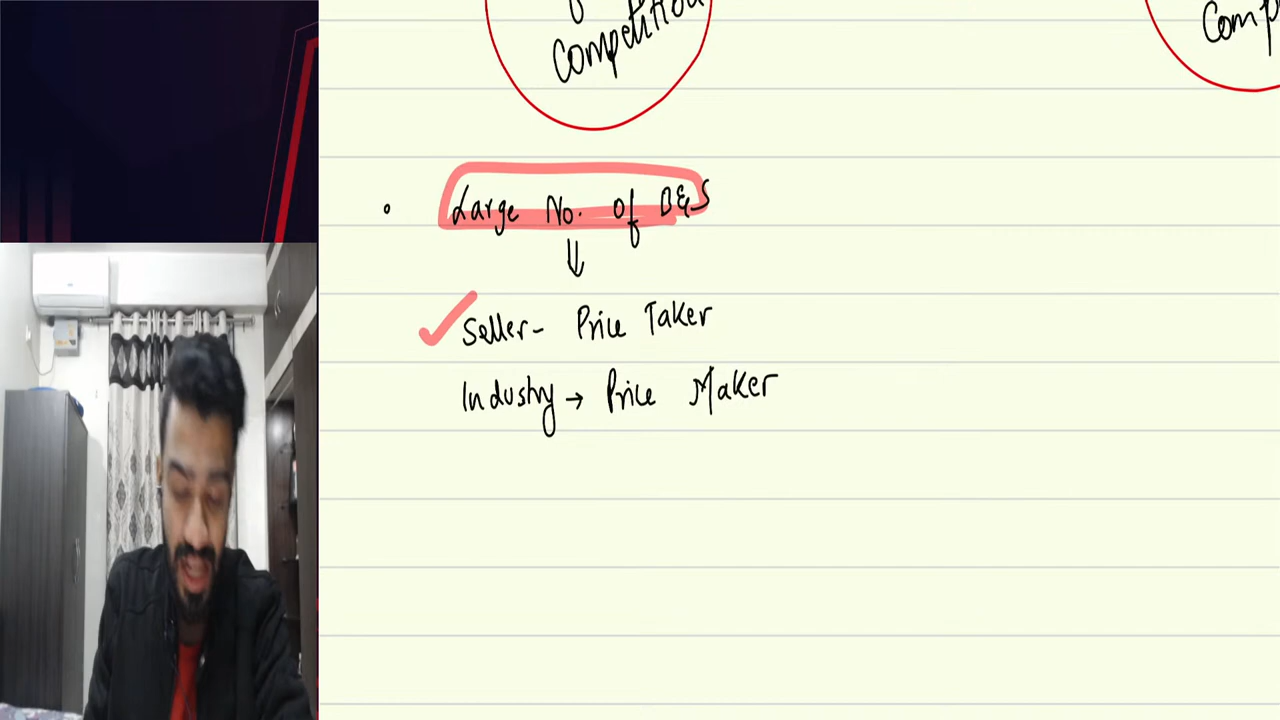 Competition
Comp
Large No. of B&S
Seller- Price Taker
Industry → Price Maker